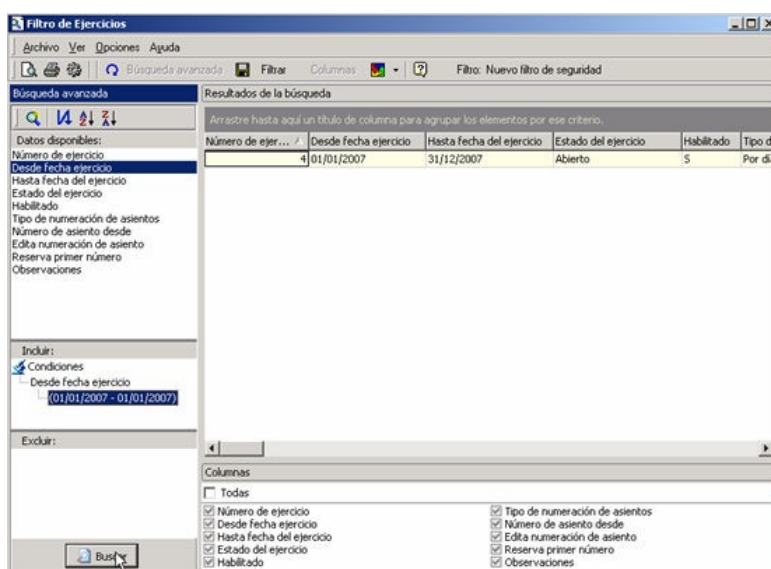 Filtro de Ejercicios
Archivo Ver Opciones Ayuda
Búsqueda avanzada Filtrar Columnas Filtro: Nuevo filtro de seguridad
Búsqueda avanzada
Datos disponibles:
Número de ejercicio
Desde fecha ejercicio
Hasta fecha del ejercicio
Estado del ejercicio
Habilitado
Tipo de numeración de asientos
Número de asiento desde
Edita numeración de asiento
Reserva primer número
Observaciones
Incluir:
Condiciones
Desde fecha ejercicio
(01/01/2007 - 01/01/2007)
Excluir:
Buscar
Resultados de la búsqueda
Arrastre hasta aquí un título de columna para agrupar los elementos por ese criterio.
Número de ejer... Desde fecha ejercicio Hasta fecha del ejercicio Estado del ejercicio Habilitado Tipo d
4 01/01/2007 31/12/2007 Abierto S Por dí
Columnas
Todas
Número de ejercicio Tipo de numeración de asientos
Desde fecha ejercicio Número de asiento desde
Hasta fecha del ejercicio Edita numeración de asiento
Estado del ejercicio Reserva primer número
Habilitado Observaciones